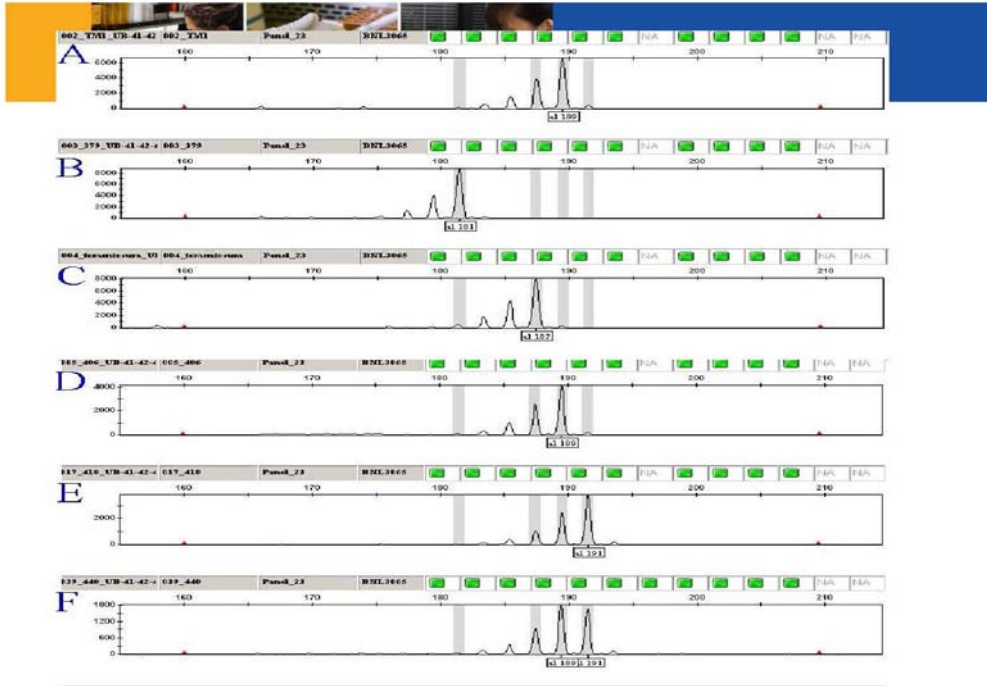 002_TM1_UB-41-42 002_TM1 Panel_23 BNL3065 NA NA NA
A
160 170 180 190 200 210
6000
4000
2000
0
al 189
003_379_UB-41-42- 003_379 Panel_23 BNL3065 NA NA NA
B
160 170 180 190 200 210
8000
6000
4000
2000
0
al 181
Panel_23 BNL3065 NA NA NA
C
160 170 180 190 200 210
8000
6000
4000
2000
0
al 187
005_406_UB-41-42- 005_406 Panel_23 BNL3065 NA NA NA
D
160 170 180 190 200 210
4000
2000
0
al 189
017_410_UB-41-42- 017_410 Panel_23 BNL3065 NA NA NA
E
160 170 180 190 200 210
2000
0
al 191
039_440_UB-41-42- 039_440 Panel_23 BNL3065 NA NA
F
160 170 180 190 200 210
1800
1200
600
0
al 189 l 191